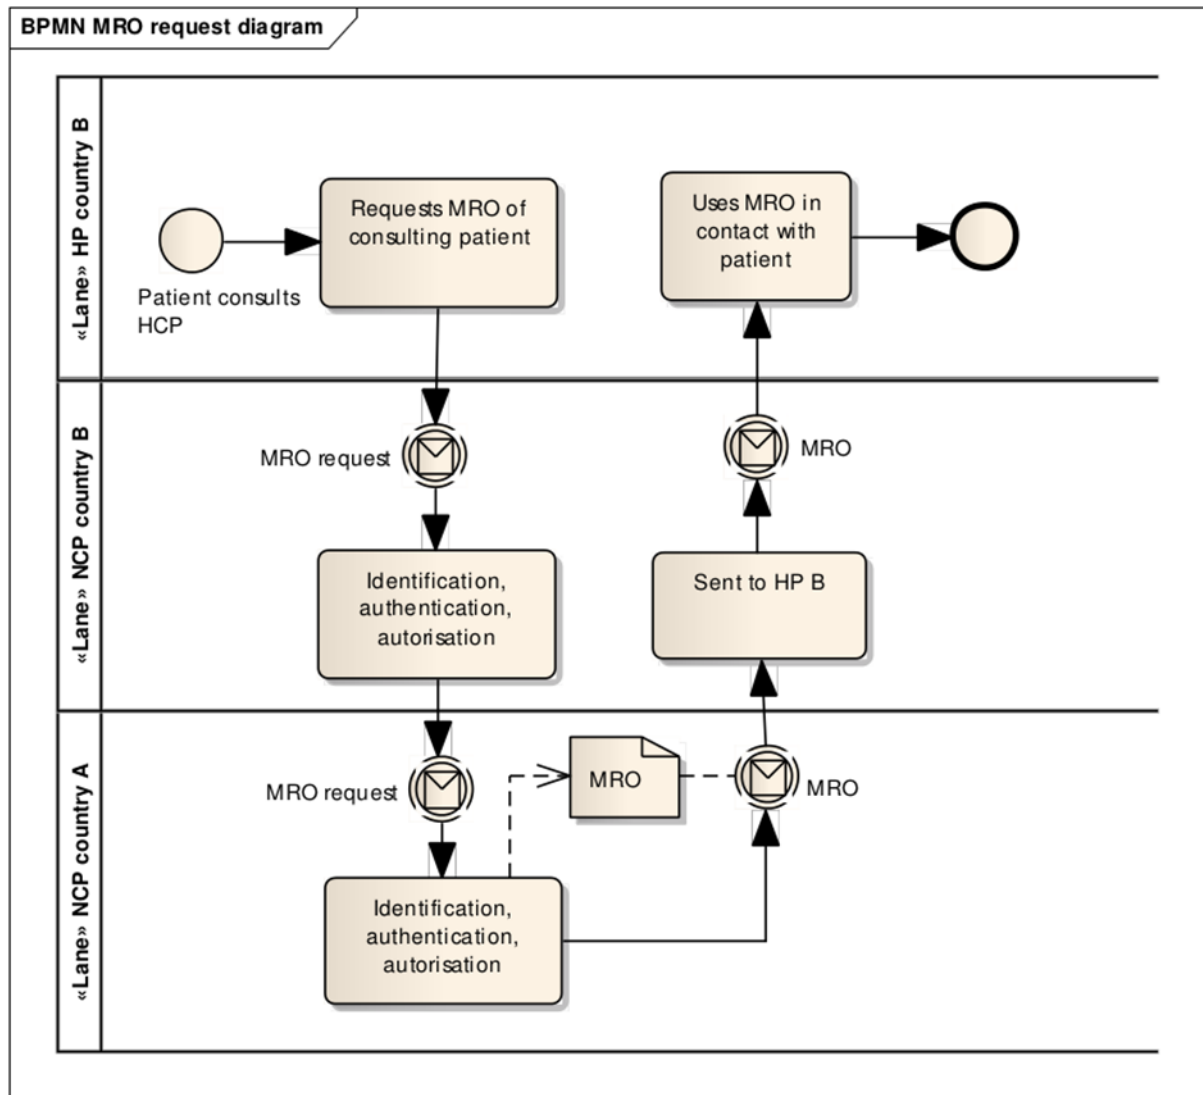 BPMN MRO request diagram
«Lane» HP country B
Requests MRO of
consulting patient
Patient consults
HCP
Uses MRO in
contact with
patient
«Lane» NCP country B
MRO request
MRO
Identification,
authentication,
autorisation
Sent to HP B
«Lane» NCP country A
MRO request
MRO
MRO
Identification,
authentication,
autorisation